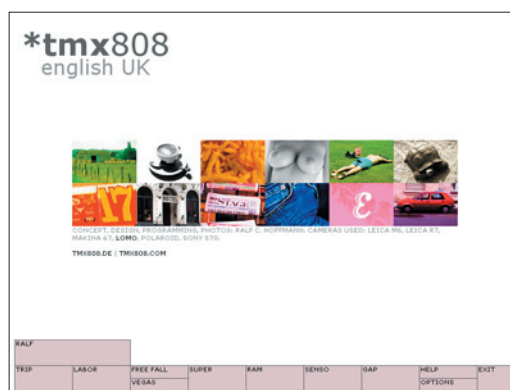 *tmx808
english UK
17
STAGE
ε
CONCEPT, DESIGN, PROGRAMMING, PHOTOS: RALF C. HOFFMANN, CAMERAS USED: LEICA M6, LEICA R7,
MAKINA 67, LOMO, POLAROID, SONY S70.
TMX808.DE | TMX808.COM
RALF
TRIP LABOR FREE FALL SUPER RAM SENSO GAP HELP EXIT
VEGAS OPTIONS